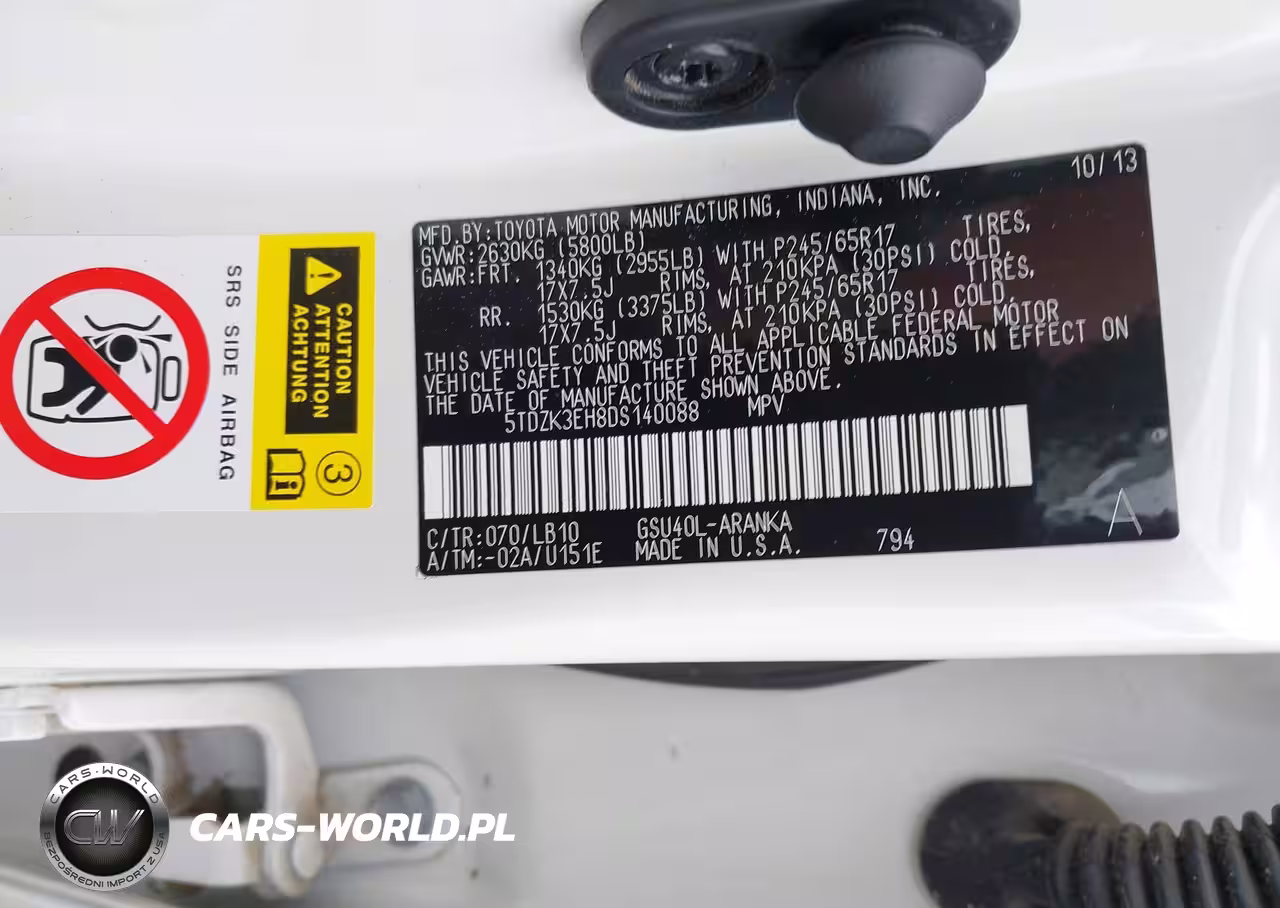 10/13
MFD.BY:TOYOTA MOTOR MANUFACTURING, INDIANA, INC.
GVWR:2630KG (5800LB)
GAWR:FRT. 1340KG (2955LB) WITH P245/65R17 TIRES,
17X7.5J RIMS, AT 210KPA (30PSI) COLD.
RR. 1530KG (3375LB) WITH P245/65R17 TIRES,
17X7.5J RIMS, AT 210KPA (30PSI) COLD.
THIS VEHICLE CONFORMS TO ALL APPLICABLE FEDERAL MOTOR
VEHICLE SAFETY AND THEFT PREVENTION STANDARDS IN EFFECT ON
THE DATE OF MANUFACTURE SHOWN ABOVE.
5TDZK3EH8DS140088 MPV
C/TR:070/LB10 GSU40L-ARANKA
A/TM:-02A/U151E MADE IN U.S.A. 794
A
SRS SIDE AIRBAG
CAUTION
ATTENTION
ACHTUNG
3
i
CARS-WORLD
CW
BEZPOŚREDNI IMPORT Z USA
CARS-WORLD.PL